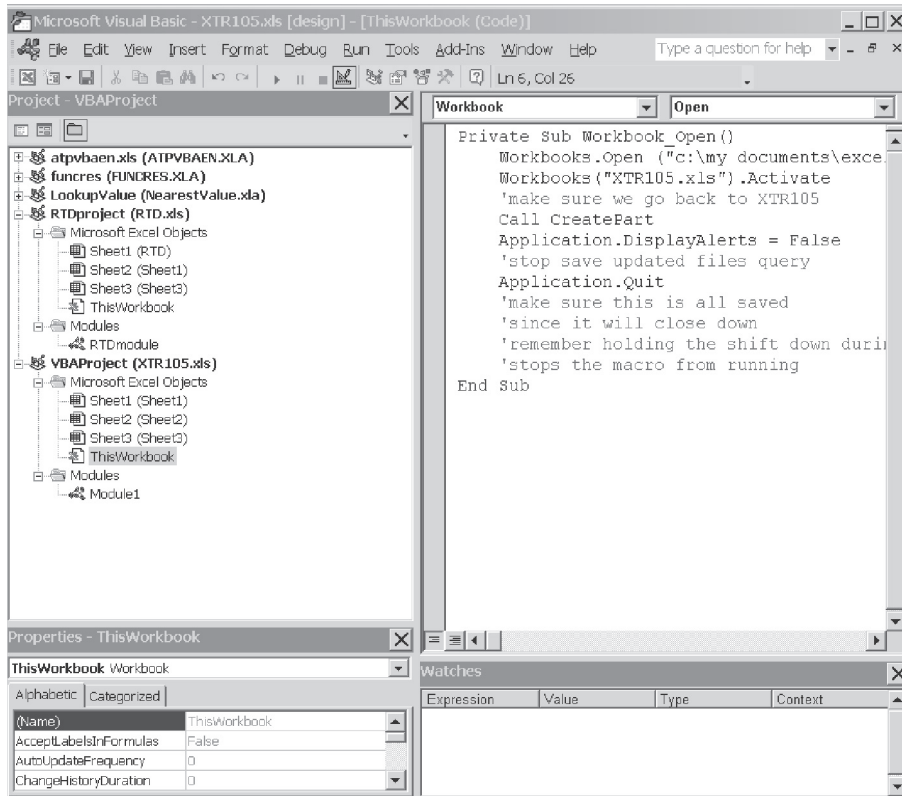 Microsoft Visual Basic - XTR105.xls [design] - [ThisWorkbook (Code)]
File Edit View Insert Format Debug Run Tools Add-Ins Window Help Type a question for help
Ln 6, Col 26
Project - VBAProject
atpvbaen.xls (ATPVBAEN.XLA)
funcres (FUNCRES.XLA)
LookupValue (NearestValue.xla)
RTDproject (RTD.xls)
Microsoft Excel Objects
Sheet1 (RTD)
Sheet2 (Sheet1)
Sheet3 (Sheet3)
ThisWorkbook
Modules
RTDmodule
VBAProject (XTR105.xls)
Microsoft Excel Objects
Sheet1 (Sheet1)
Sheet2 (Sheet2)
Sheet3 (Sheet3)
ThisWorkbook
Modules
Module1
Workbook Open
Private Sub Workbook_Open()
Workbooks.Open ("c:\my documents\exce
Workbooks("XTR105.xls").Activate
'make sure we go back to XTR105
Call CreatePart
Application.DisplayAlerts = False
'stop save updated files query
Application.Quit
'make sure this is all saved
'since it will close down
'remember holding the shift down duri
'stops the macro from running
End Sub
Properties - ThisWorkbook
ThisWorkbook Workbook
Alphabetic Categorized
(Name) ThisWorkbook
AcceptLabelsInFormulas False
AutoUpdateFrequency 0
ChangeHistoryDuration 0
Watches
Expression Value Type Context